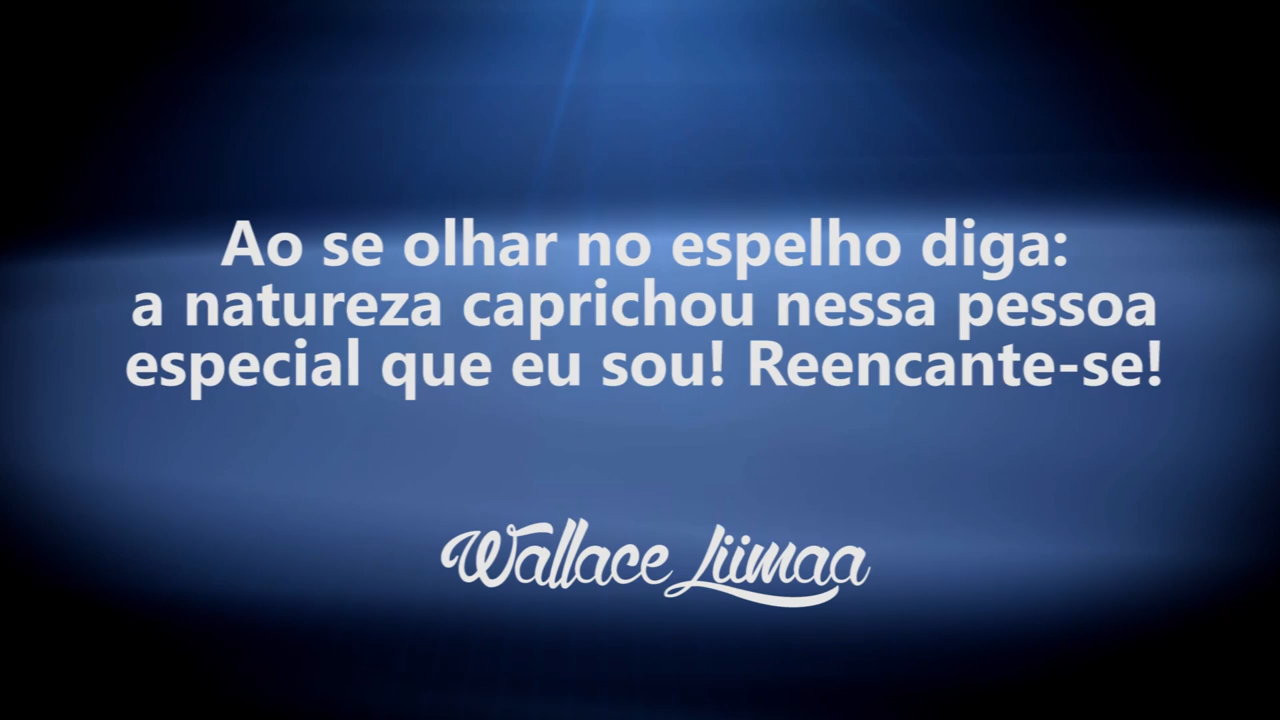 Ao se olhar no espelho diga:
a natureza caprichou nessa pessoa
especial que eu sou! Reencante-se!
Wallace Liimaa